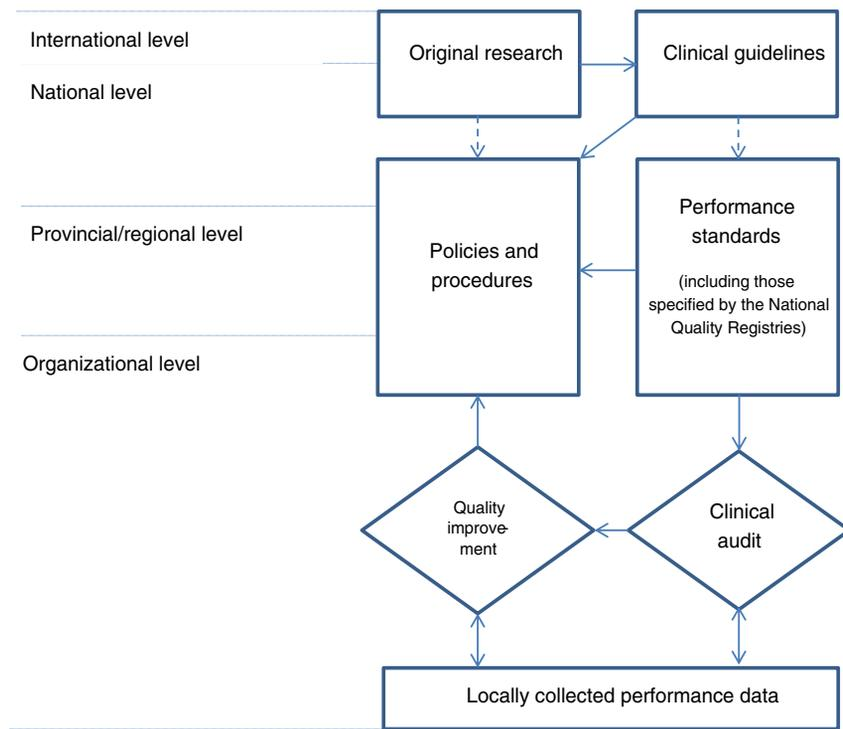 International level
National level
Provincial/regional level
Organizational level
Original research
Clinical guidelines
Policies and
procedures
Performance
standards
(including those
specified by the National
Quality Registries)
Quality
improve-
ment
Clinical
audit
Locally collected performance data